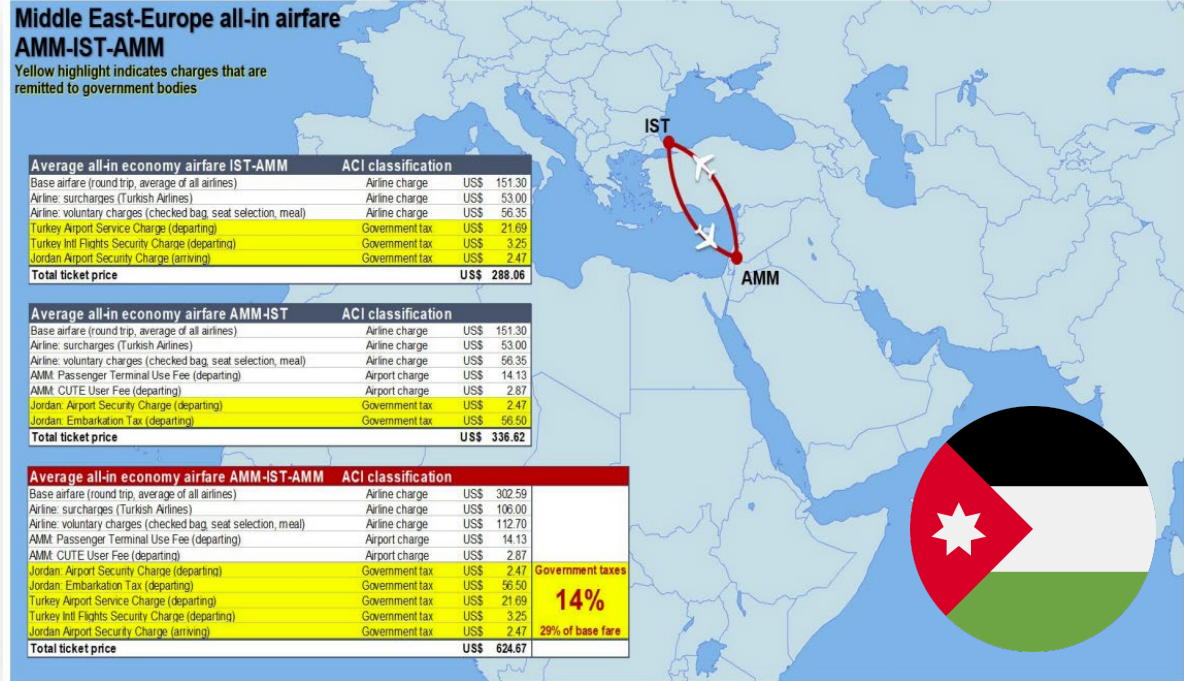 Middle East-Europe all-in airfare
AMM-IST-AMM
Yellow highlight indicates charges that are
remitted to government bodies
IST
AMM
Average all-in economy airfare IST-AMM ACI classification
Base airfare (round trip, average of all airlines) Airline charge US$ 151.30
Airline: surcharges (Turkish Airlines) Airline charge US$ 53.00
Airline: voluntary charges (checked bag, seat selection, meal) Airline charge US$ 56.35
Turkey Airport Service Charge (departing) Government tax US$ 21.69
Turkey Intl Flights Security Charge (departing) Government tax US$ 3.25
Jordan Airport Security Charge (arriving) Government tax US$ 2.47
Total ticket price US$ 288.06
Average all-in economy airfare AMM-IST ACI classification
Base airfare (round trip, average of all airlines) Airline charge US$ 151.30
Airline: surcharges (Turkish Airlines) Airline charge US$ 53.00
Airline: voluntary charges (checked bag, seat selection, meal) Airline charge US$ 56.35
AMM: Passenger Terminal Use Fee (departing) Airport charge US$ 14.13
AMM: CUTE User Fee (departing) Airport charge US$ 2.87
Jordan: Airport Security Charge (departing) Government tax US$ 2.47
Jordan: Embarkation Tax (departing) Government tax US$ 56.50
Total ticket price US$ 336.62
Average all-in economy airfare AMM-IST-AMM ACI classification
Base airfare (round trip, average of all airlines) Airline charge US$ 302.59
Airline: surcharges (Turkish Airlines) Airline charge US$ 106.00
Airline: voluntary charges (checked bag, seat selection, meal) Airline charge US$ 112.70
AMM: Passenger Terminal Use Fee (departing) Airport charge US$ 14.13
AMM: CUTE User Fee (departing) Airport charge US$ 2.87
Jordan: Airport Security Charge (departing) Government tax US$ 2.47 Government taxes
Jordan: Embarkation Tax (departing) Government tax US$ 56.50
Turkey Airport Service Charge (departing) Government tax US$ 21.69 14%
Turkey Intl Flights Security Charge (departing) Government tax US$ 3.25
Jordan Airport Security Charge (arriving) Government tax US$ 2.47 29% of base fare
Total ticket price US$ 624.67